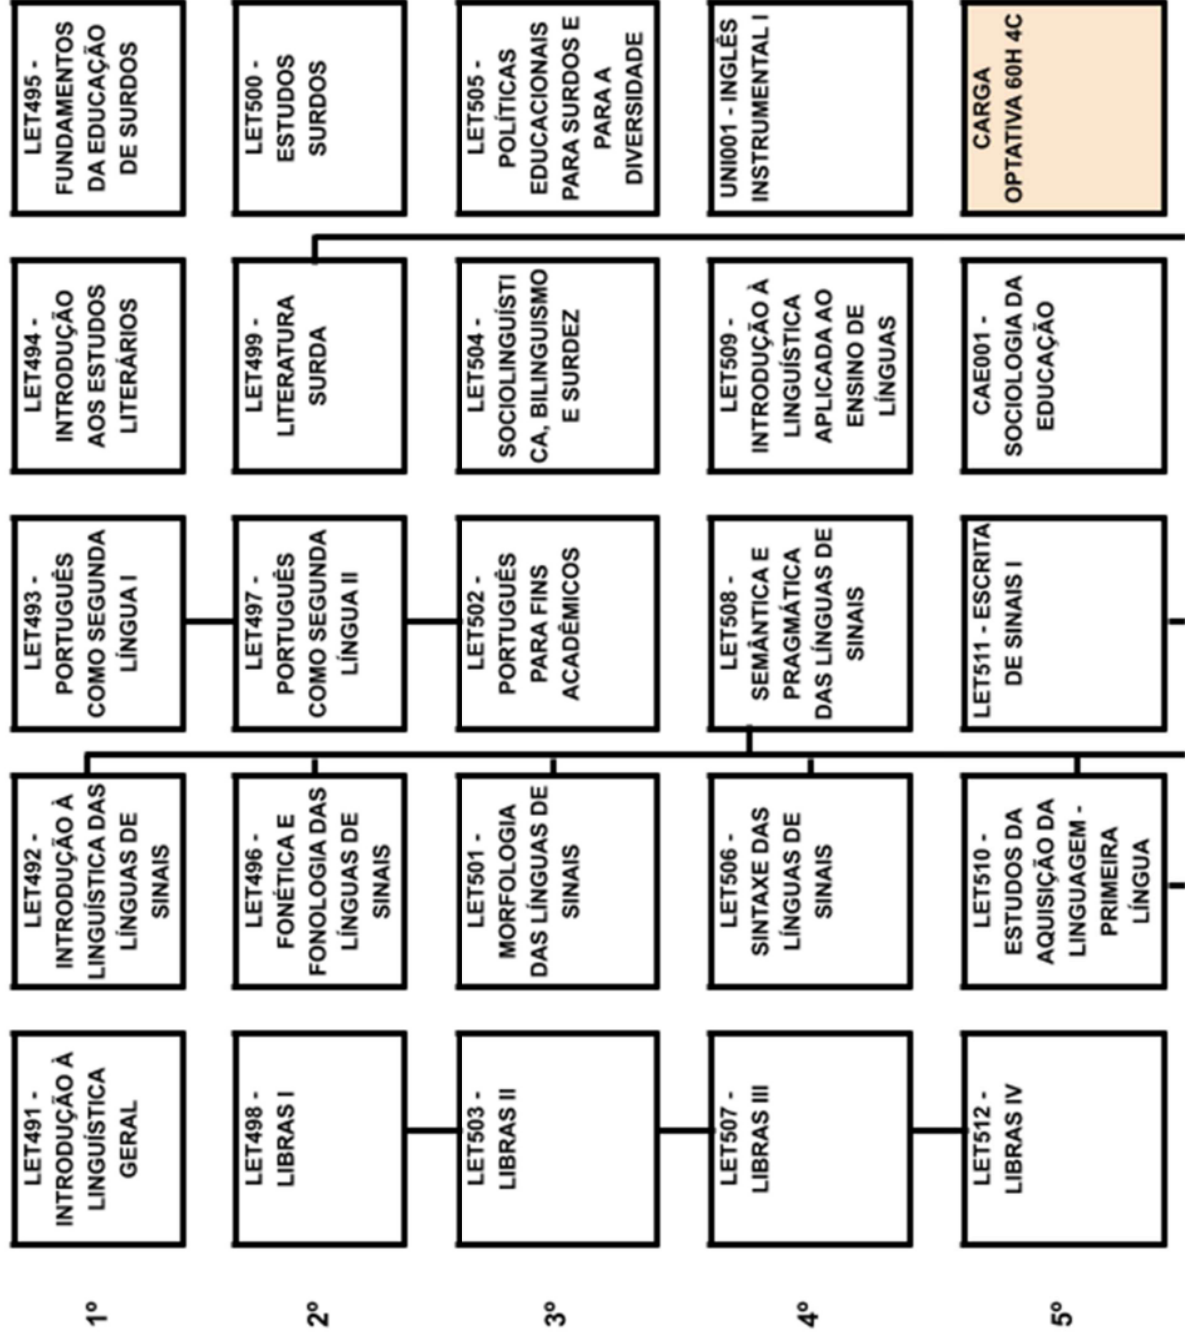 1º
LET491 -
INTRODUÇÃO À
LINGUÍSTICA
GERAL
LET492 -
INTRODUÇÃO À
LINGUÍSTICA DAS
LÍNGUAS DE
SINAIS
LET493 -
PORTUGUÊS
COMO SEGUNDA
LÍNGUA I
LET494 -
INTRODUÇÃO
AOS ESTUDOS
LITERÁRIOS
LET495 -
FUNDAMENTOS
DA EDUCAÇÃO
DE SURDOS
2º
LET498 -
LIBRAS I
LET496 -
FONÉTICA E
FONOLOGIA DAS
LÍNGUAS DE
SINAIS
LET497 -
PORTUGUÊS
COMO SEGUNDA
LÍNGUA II
LET499 -
LITERATURA
SURDA
LET500 -
ESTUDOS
SURDOS
3º
LET503 -
LIBRAS II
LET501 -
MORFOLOGIA
DAS LÍNGUAS DE
SINAIS
LET502 -
PORTUGUÊS
PARA FINS
ACADÊMICOS
LET504 -
SOCIOLINGUÍSTI
CA, BILINGUISMO
E SURDEZ
LET505 -
POLÍTICAS
EDUCACIONAIS
PARA SURDOS E
PARA A
DIVERSIDADE
4º
LET507 -
LIBRAS III
LET506 -
SINTAXE DAS
LÍNGUAS DE
SINAIS
LET508 -
SEMÂNTICA E
PRAGMÁTICA
DAS LÍNGUAS DE
SINAIS
LET509 -
INTRODUÇÃO À
LINGUÍSTICA
APLICADA AO
ENSINO DE
LÍNGUAS
UNI001 - INGLÊS
INSTRUMENTAL I
5º
LET512 -
LIBRAS IV
LET510 -
ESTUDOS DA
AQUISIÇÃO DA
LINGUAGEM -
PRIMEIRA
LÍNGUA
LET511 - ESCRITA
DE SINAIS I
CAE001 -
SOCIOLOGIA DA
EDUCAÇÃO
CARGA
OPTATIVA 60H 4C